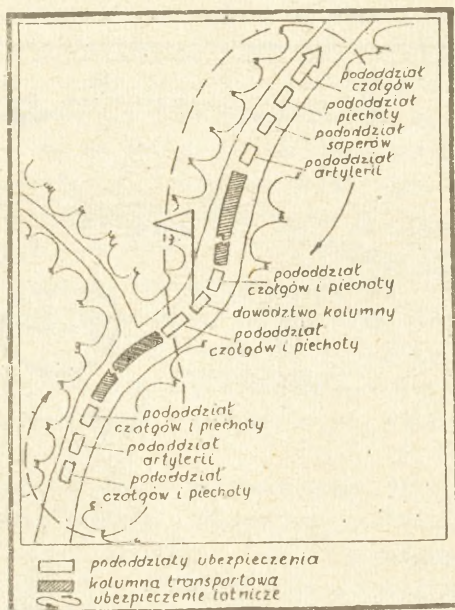 pododdział
czołgów
pododdział
piechoty
pododdział
saperów
pododdział
artylerii
pododdział
czołgów i piechoty
dowództwo kolumny
pododdział
czołgów i piechoty
pododdział
czołgów i piechoty
pododdział
artylerii
pododdział
czołgów i piechoty
pododdziały ubezpieczenia
kolumna transportowa
ubezpieczenie lotnicze